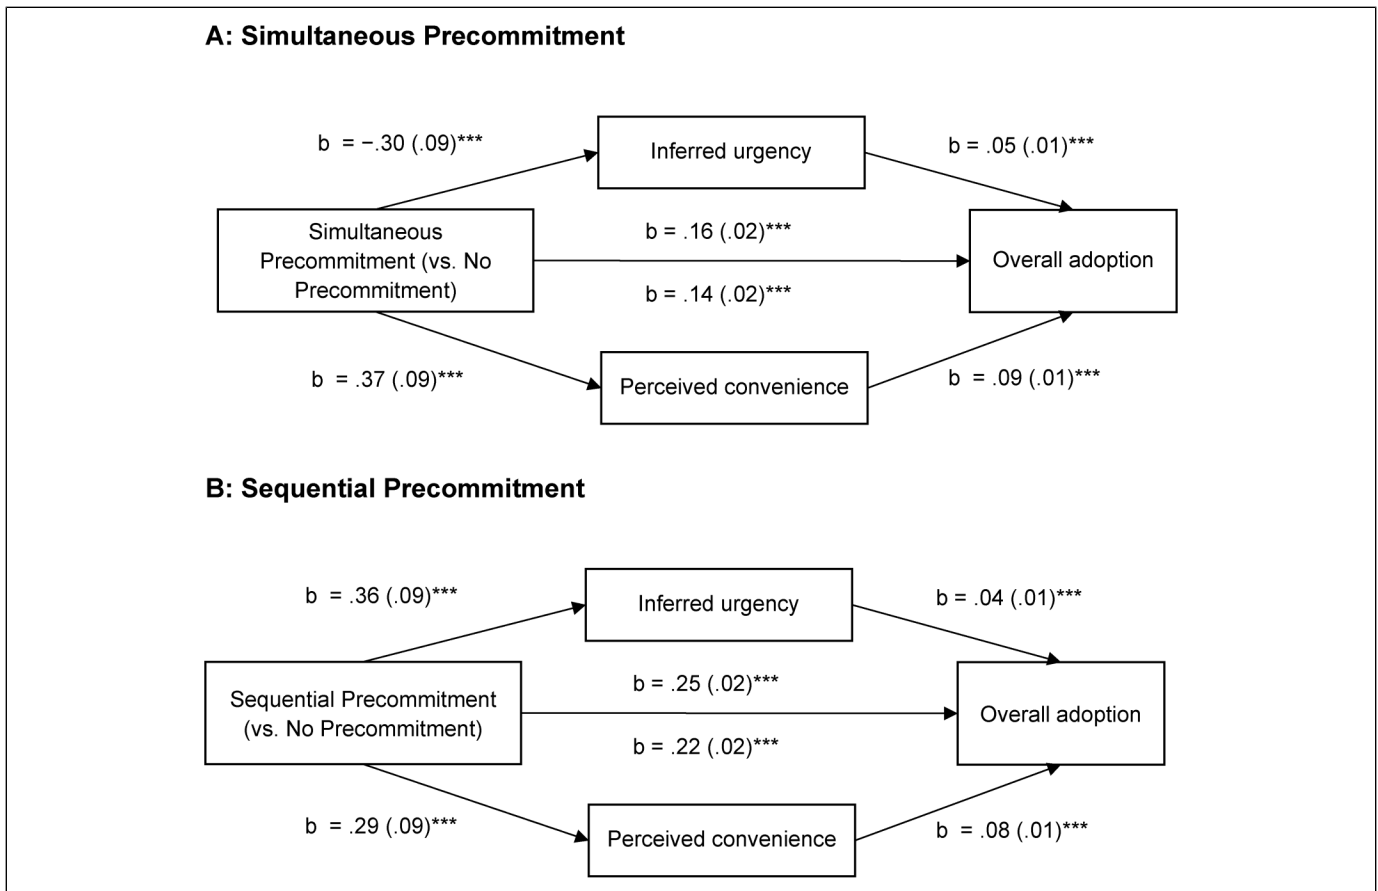 A: Simultaneous Precommitment
b = −.30 (.09)***
Inferred urgency
b = .05 (.01)***
Simultaneous
Precommitment (vs. No
Precommitment)
b = .16 (.02)***
b = .14 (.02)***
Overall adoption
b = .37 (.09)***
Perceived convenience
b = .09 (.01)***
B: Sequential Precommitment
b = .36 (.09)***
Inferred urgency
b = .04 (.01)***
Sequential Precommitment
(vs. No Precommitment)
b = .25 (.02)***
b = .22 (.02)***
Overall adoption
b = .29 (.09)***
Perceived convenience
b = .08 (.01)***